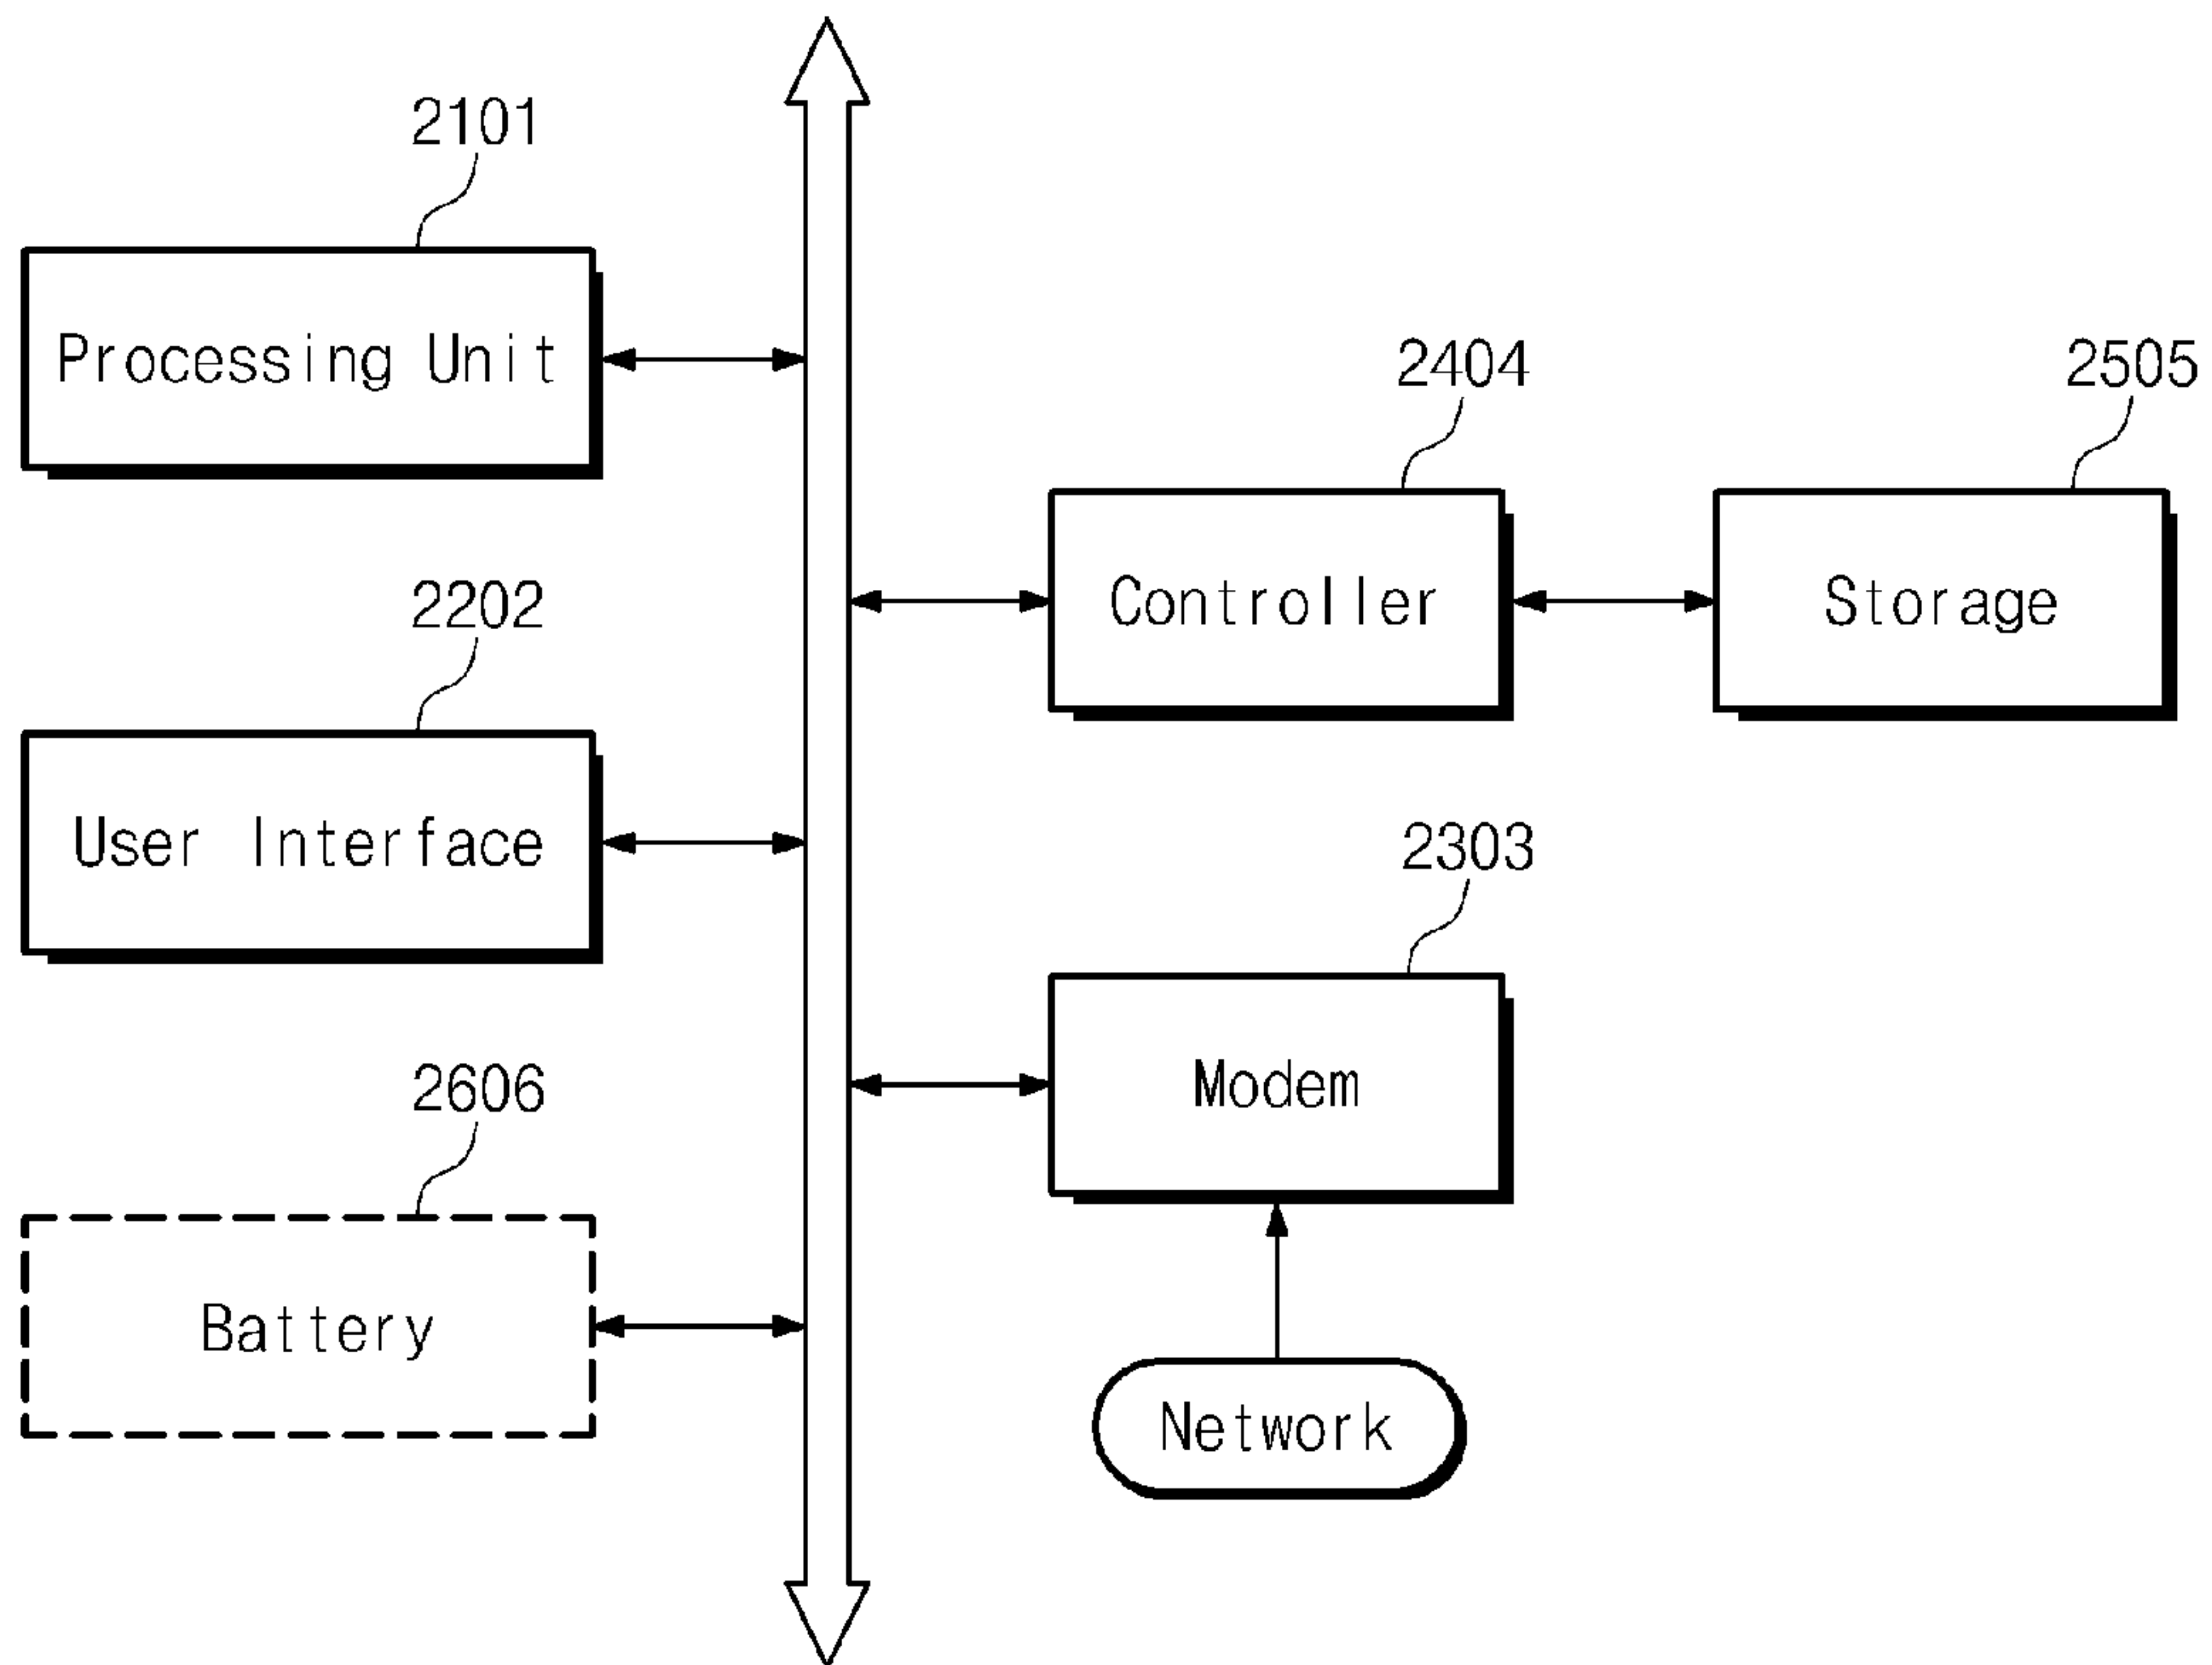 2101
Processing Unit
2404
2505
Controller
Storage
2202
User Interface
2303
Modem
2606
Battery
Network